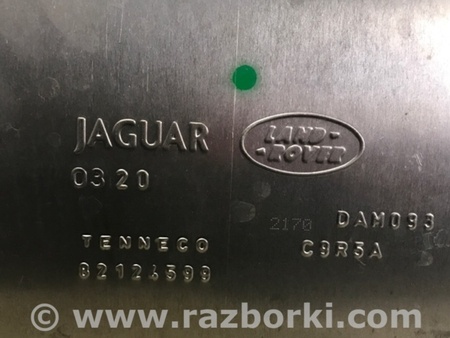 JAGUAR
LAND-
-ROVER
0320
2170 DAM093
TENNECO
C9R5A
82124599
© www.razborki.com